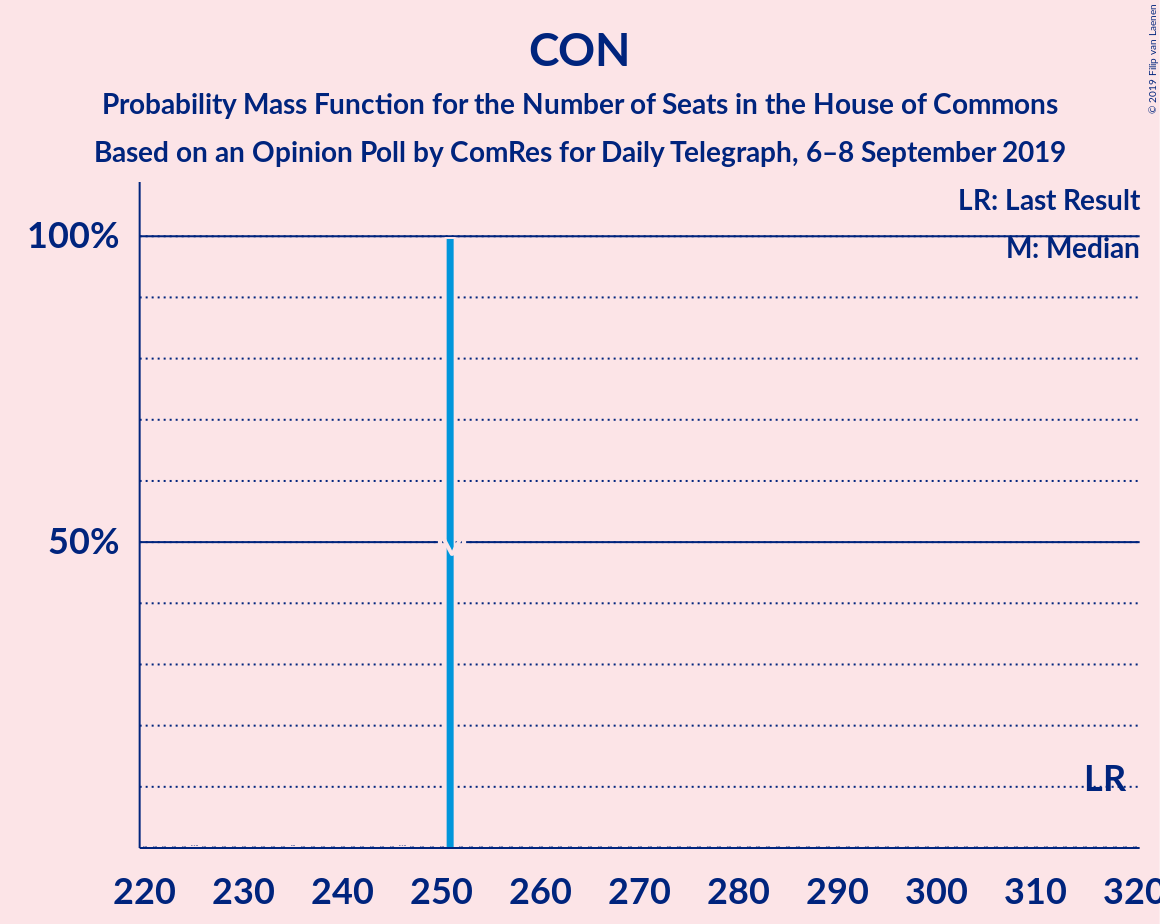 CON
Probability Mass Function for the Number of Seats in the House of Commons
Based on an Opinion Poll by ComRes for Daily Telegraph, 6–8 September 2019
© 2019 Filip van Laenen
LR: Last Result
M: Median
100%
50%
M
LR
220 230 240 250 260 270 280 290 300 310 320